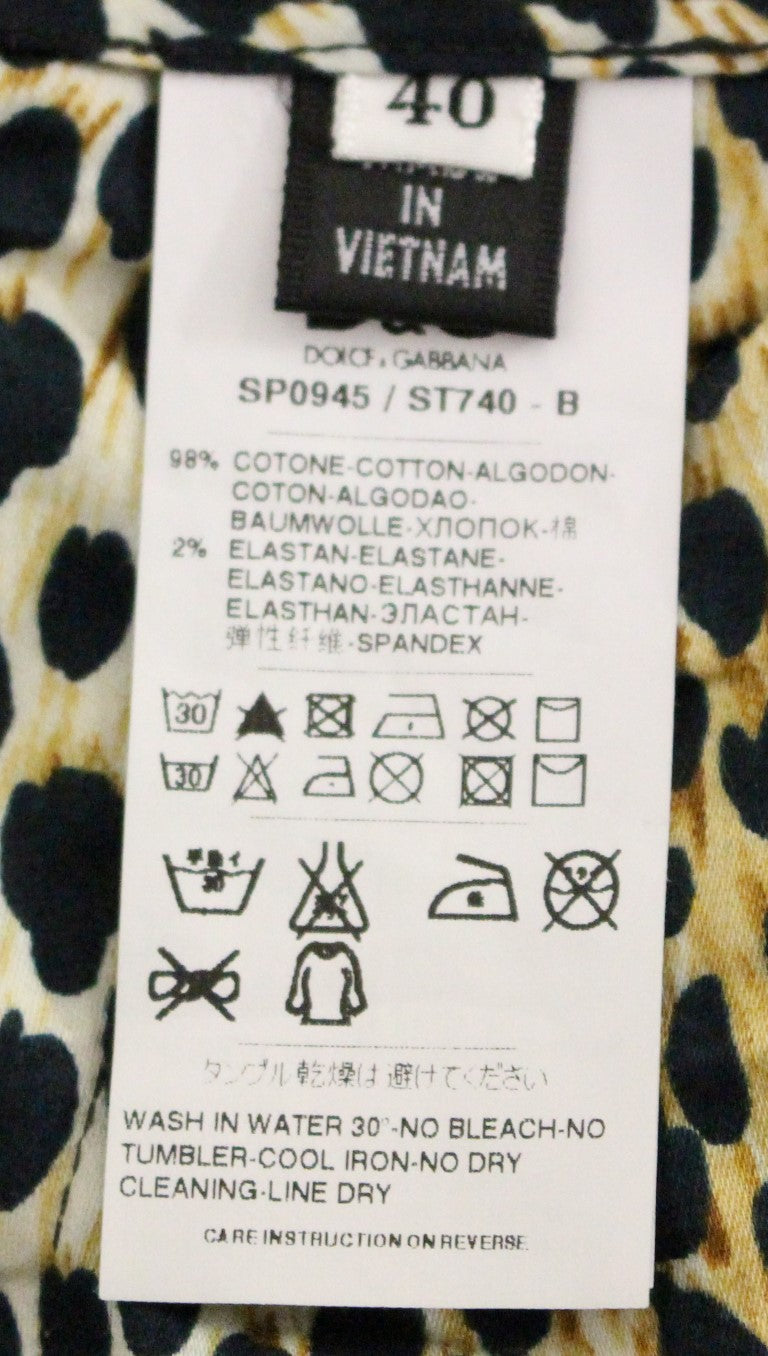 40
IN
VIETNAM
DOLCE & GABBANA
SP0945 / ST740 - B
98% COTONE-COTTON-ALGODON-
COTON-ALGODAO-
BAUMWOLLE-ХЛОПОК-棉
2% ELASTAN-ELASTANE-
ELASTANO-ELASTHANNE-
ELASTHAN-ЭЛАСТАН-
弹性纤维-SPANDEX
30
30
30
タンブル乾燥は避けてください
WASH IN WATER 30°-NO BLEACH-NO
TUMBLER-COOL IRON-NO DRY
CLEANING-LINE DRY
CARE INSTRUCTION ON REVERSE